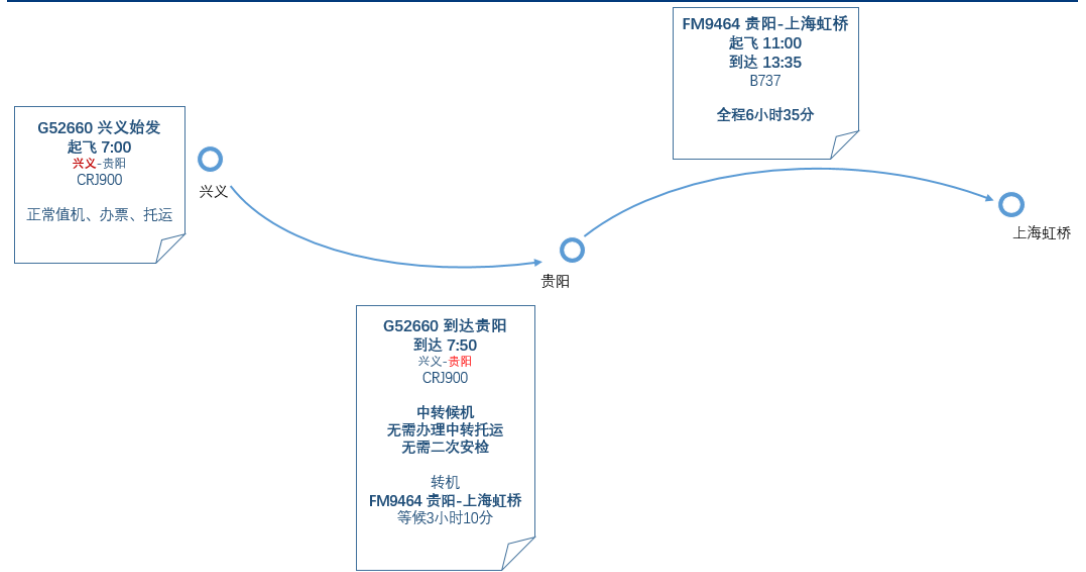 G52660 兴义始发
起飞 7:00
兴义-贵阳
CRJ900
正常值机、办票、托运
兴义
G52660 到达贵阳
到达 7:50
兴义-贵阳
CRJ900
中转候机
无需办理中转托运
无需二次安检
转机
FM9464 贵阳-上海虹桥
等候3小时10分
贵阳
FM9464 贵阳-上海虹桥
起飞 11:00
到达 13:35
B737
全程6小时35分
上海虹桥